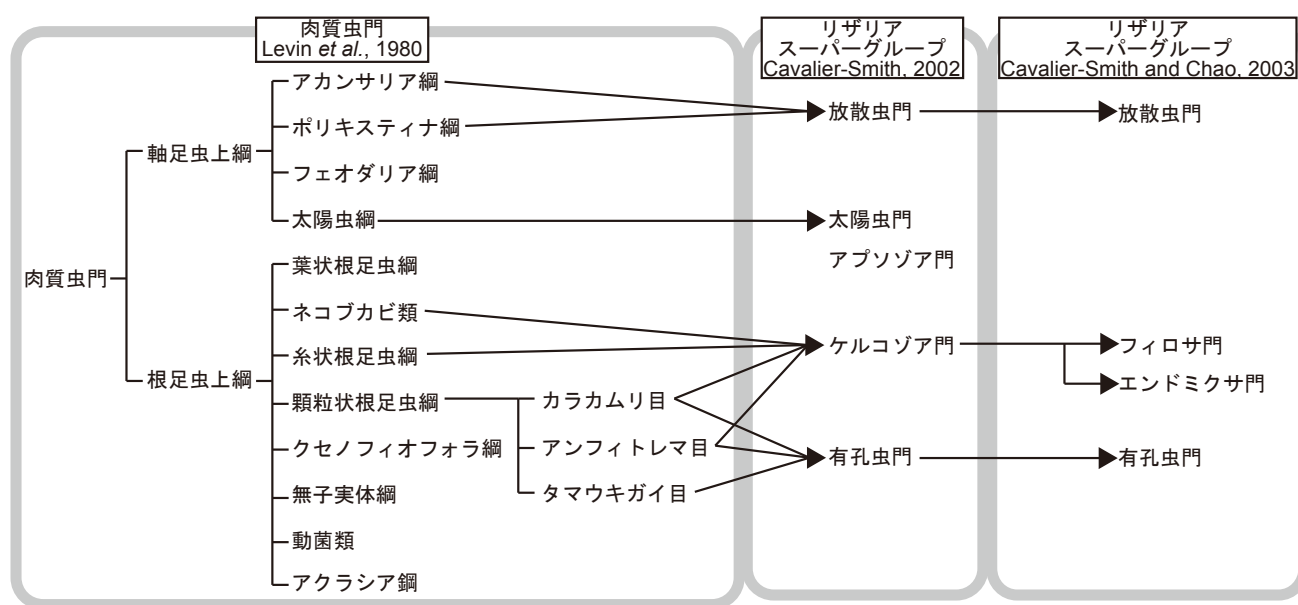 肉質虫門
Levin et al., 1980
リザリア
スーパーグループ
Cavalier-Smith, 2002
リザリア
スーパーグループ
Cavalier-Smith and Chao, 2003
肉質虫門
軸足虫上綱
アカンサリア綱
ポリキスティナ綱
フェオダリア綱
太陽虫綱
根足虫上綱
葉状根足虫綱
ネコブカビ類
糸状根足虫綱
顆粒状根足虫綱
クセノフィオフォラ綱
無子実体綱
動菌類
アクラシア鋼
カラカムリ目
アンフィトレマ目
タマウキガイ目
放散虫門
太陽虫門
アプソゾア門
ケルコゾア門
有孔虫門
放散虫門
フィロサ門
エンドミクサ門
有孔虫門